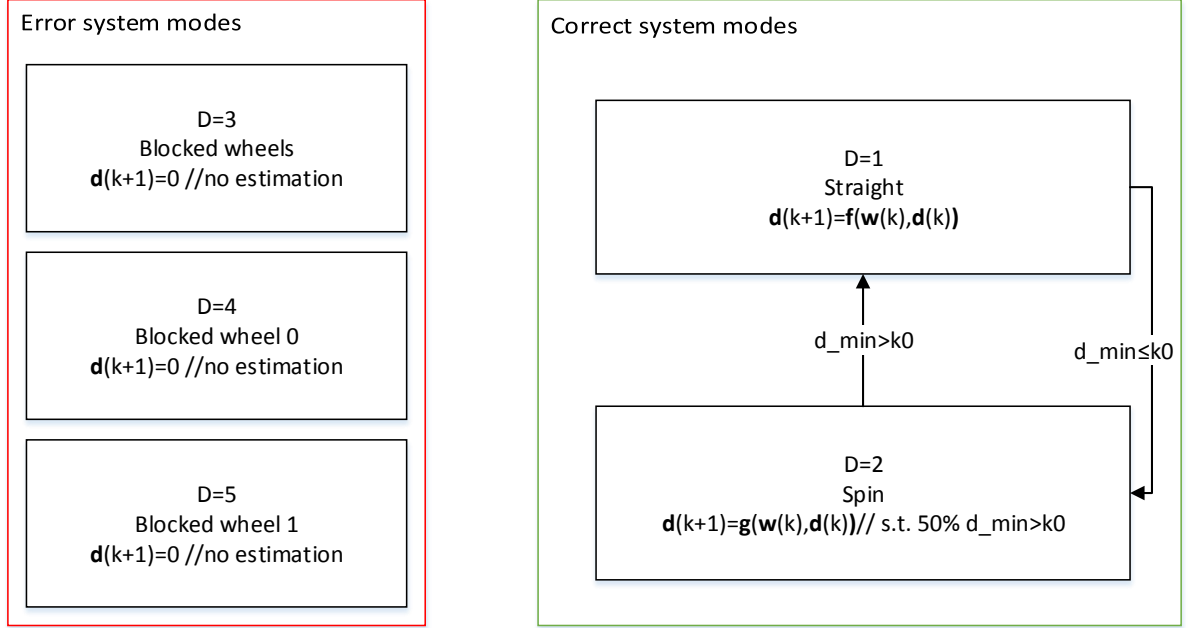 Error system modes
D=3
Blocked wheels
d(k+1)=0 //no estimation
D=4
Blocked wheel 0
d(k+1)=0 //no estimation
D=5
Blocked wheel 1
d(k+1)=0 //no estimation
Correct system modes
D=1
Straight
d(k+1)=f(w(k),d(k))
d_min>k0
d_min≤k0
D=2
Spin
d(k+1)=g(w(k),d(k))// s.t. 50% d_min>k0